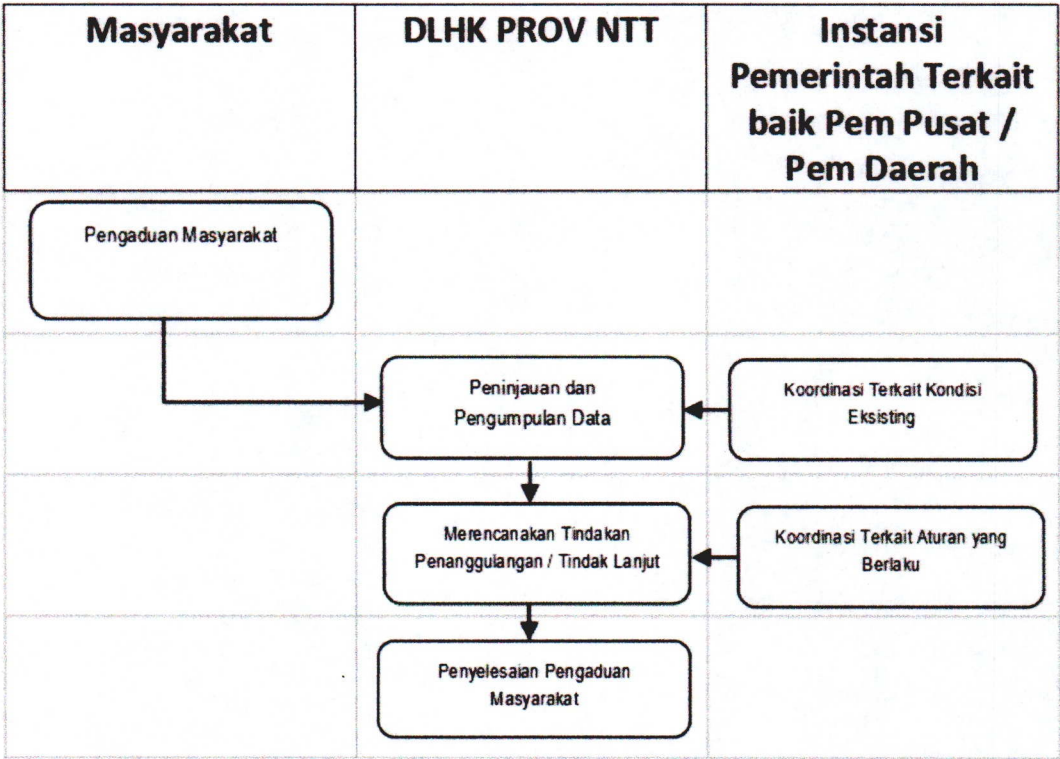 Masyarakat
DLHK PROV NTT
Instansi
Pemerintah Terkait
baik Pem Pusat /
Pem Daerah
Pengaduan Masyarakat
Peninjauan dan
Pengumpulan Data
Koordinasi Terkait Kondisi
Eksisting
Merencanakan Tindakan
Penanggulangan / Tindak Lanjut
Koordinasi Terkait Aturan yang
Berlaku
Penyelesaian Pengaduan
Masyarakat